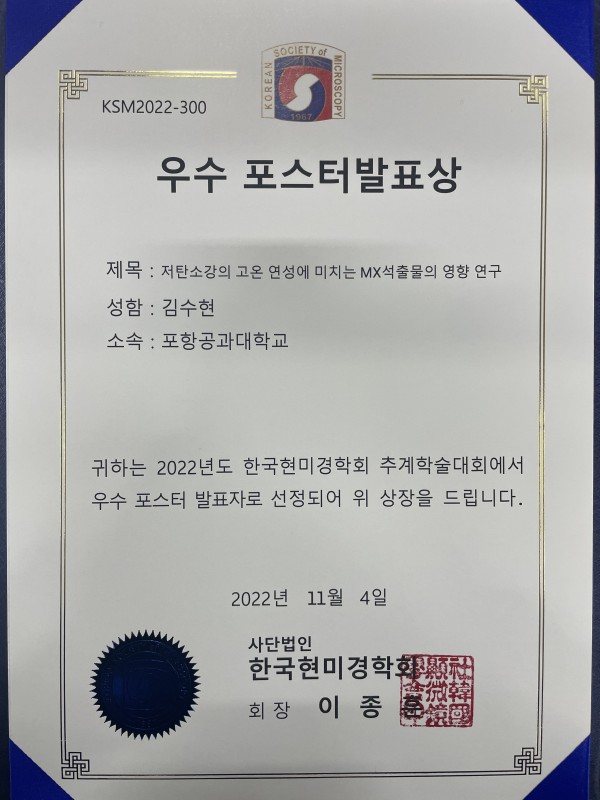 KOREAN SOCIETY of MICROSCOPY
1967
KSM2022-300
우수 포스터발표상
제목 : 저탄소강의 고온 연성에 미치는 MX석출물의 영향 연구
성함 : 김수현
소속 : 포항공과대학교
귀하는 2022년도 한국현미경학회 추계학술대회에서
우수 포스터 발표자로 선정되어 위 상장을 드립니다.
2022년 11월 4일
사단법인
한국현미경학회
회장 이종훈